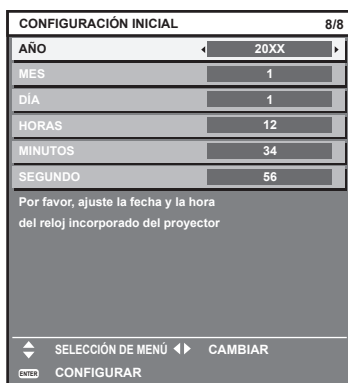 CONFIGURACIÓN INICIAL 8/8
AÑO 20XX
MES 1
DÍA 1
HORAS 12
MINUTOS 34
SEGUNDO 56
Por favor, ajuste la fecha y la hora
del reloj incorporado del proyector
SELECCIÓN DE MENÚ CAMBIAR
ENTER CONFIGURAR